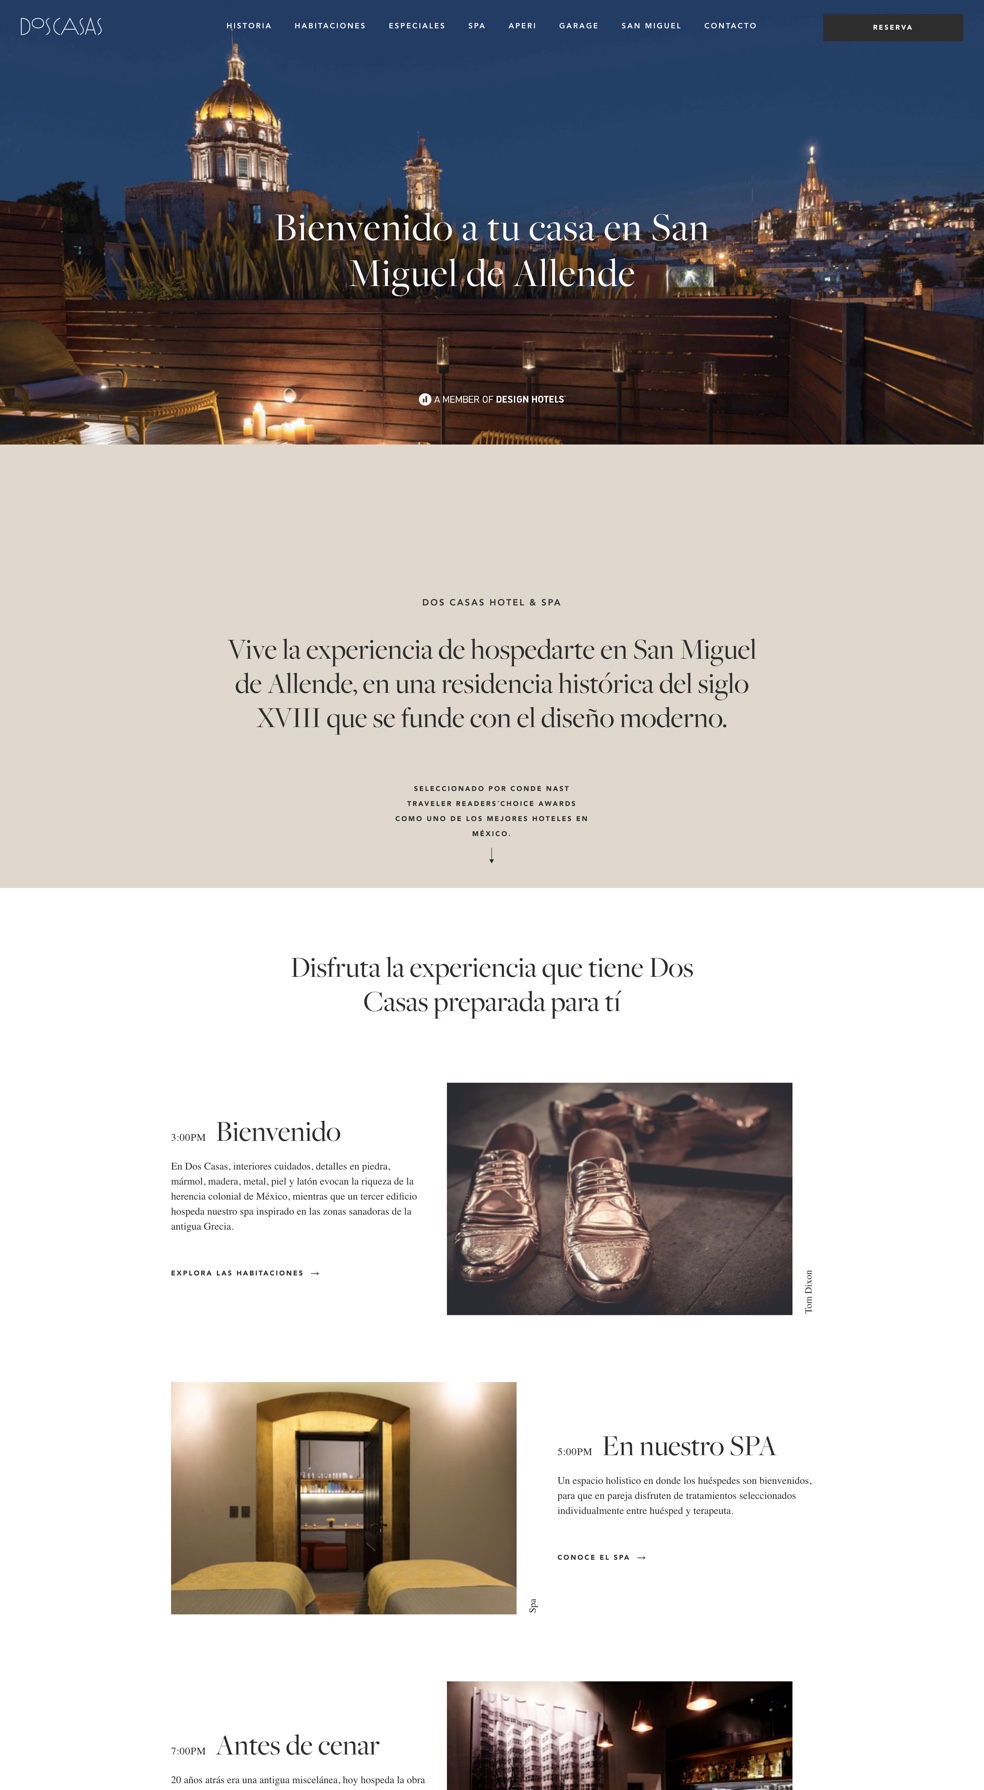 DOSCASAS
HISTORIA HABITACIONES ESPECIALES SPA APERI GARAGE SAN MIGUEL CONTACTO
RESERVA
Bienvenido a tu casa en San
Miguel de Allende
A MEMBER OF DESIGN HOTELS™
DOS CASAS HOTEL & SPA
Vive la experiencia de hospedarte en San Miguel
de Allende, en una residencia histórica del siglo
XVIII que se funde con el diseño moderno.
SELECCIONADO POR CONDE NAST
TRAVELER READERS'CHOICE AWARDS
COMO UNO DE LOS MEJORES HOTELES EN
MÉXICO.
Disfruta la experiencia que tiene Dos
Casas preparada para tí
3:00PM Bienvenido
En Dos Casas, interiores cuidados, detalles en piedra,
mármol, madera, metal, piel y latón evocan la riqueza de la
herencia colonial de México, mientras que un tercer edificio
hospeda nuestro spa inspirado en las zonas sanadoras de la
antigua Grecia.
EXPLORA LAS HABITACIONES →
Tom Dixon
5:00PM En nuestro SPA
Un espacio holistico en donde los huéspedes son bienvenidos,
para que en pareja disfruten de tratamientos seleccionados
individualmente entre huésped y terapeuta.
CONOCE EL SPA →
Spa
7:00PM Antes de cenar
20 años atrás era una antigua miscelánea, hoy hospeda la obra